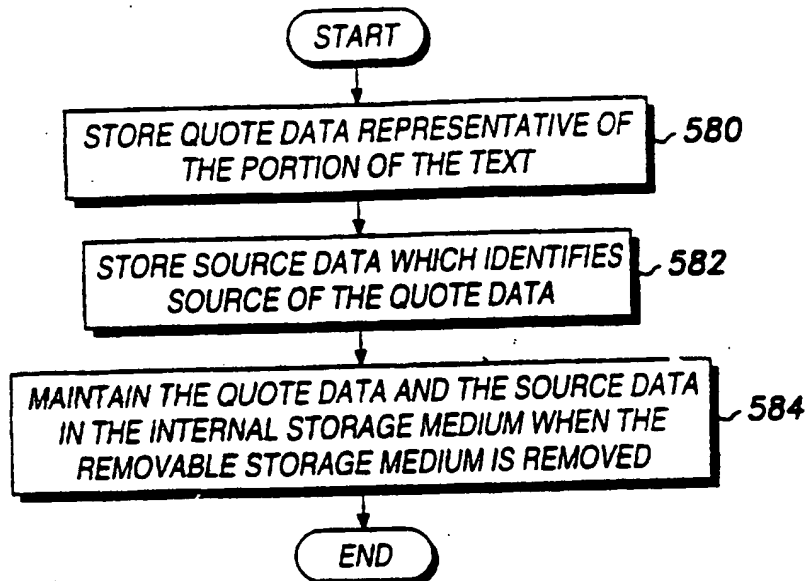 START
STORE QUOTE DATA REPRESENTATIVE OF
THE PORTION OF THE TEXT
580
STORE SOURCE DATA WHICH IDENTIFIES
SOURCE OF THE QUOTE DATA
582
MAINTAIN THE QUOTE DATA AND THE SOURCE DATA
IN THE INTERNAL STORAGE MEDIUM WHEN THE
REMOVABLE STORAGE MEDIUM IS REMOVED
584
END